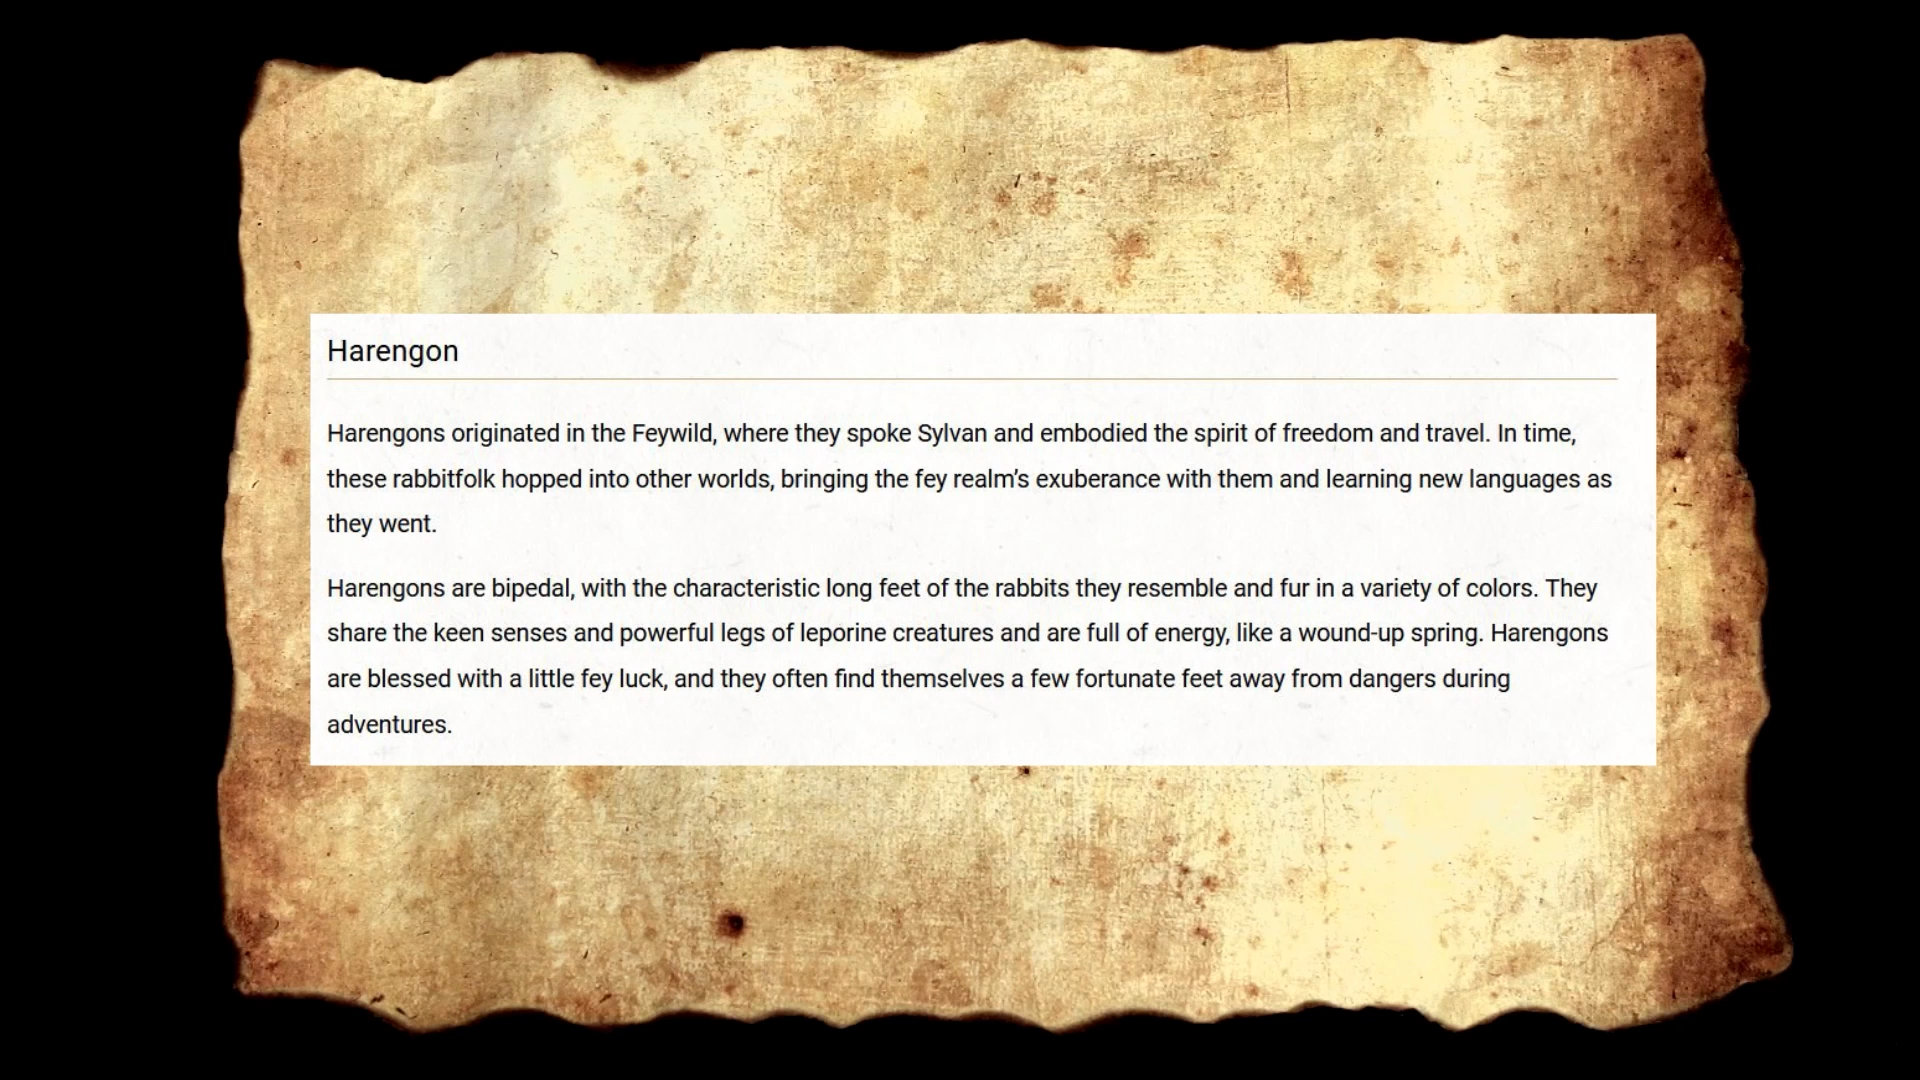 Harengon
Harengons originated in the Feywild, where they spoke Sylvan and embodied the spirit of freedom and travel. In time,
these rabbitfolk hopped into other worlds, bringing the fey realm’s exuberance with them and learning new languages as
they went.
Harengons are bipedal, with the characteristic long feet of the rabbits they resemble and fur in a variety of colors. They
share the keen senses and powerful legs of leporine creatures and are full of energy, like a wound-up spring. Harengons
are blessed with a little fey luck, and they often find themselves a few fortunate feet away from dangers during
adventures.